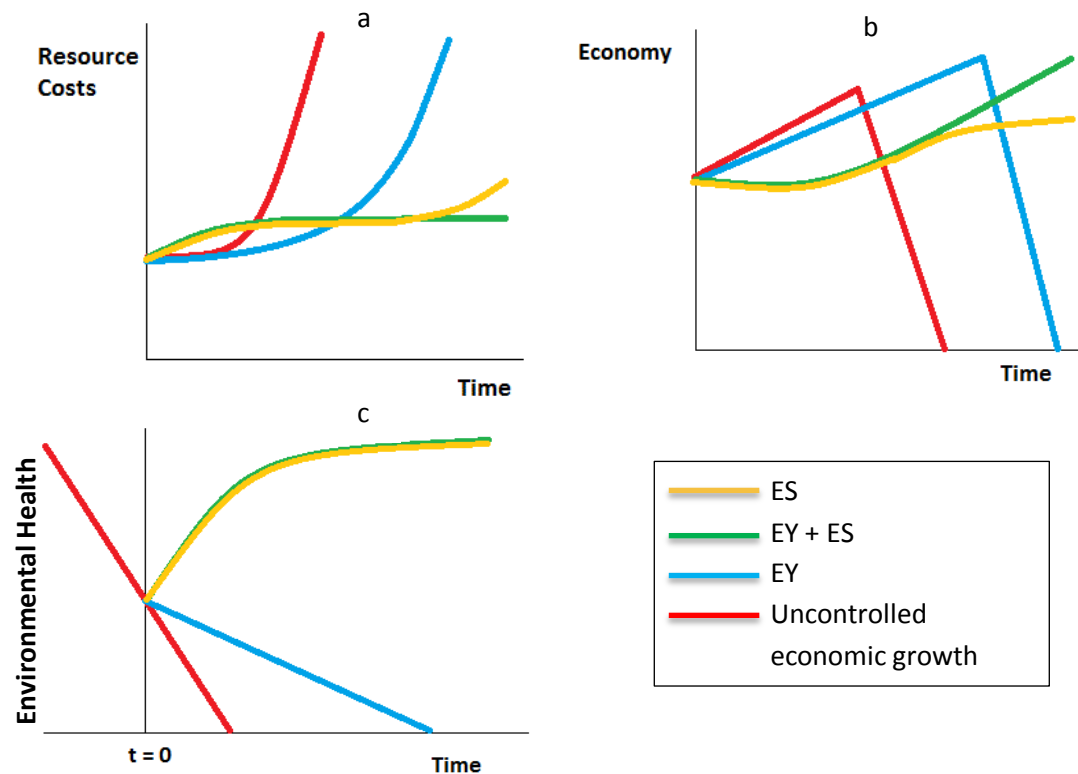 a
Resource
Costs
Time
b
Economy
Time
c
Environmental Health
t = 0
Time
ES
EY + ES
EY
Uncontrolled
economic growth